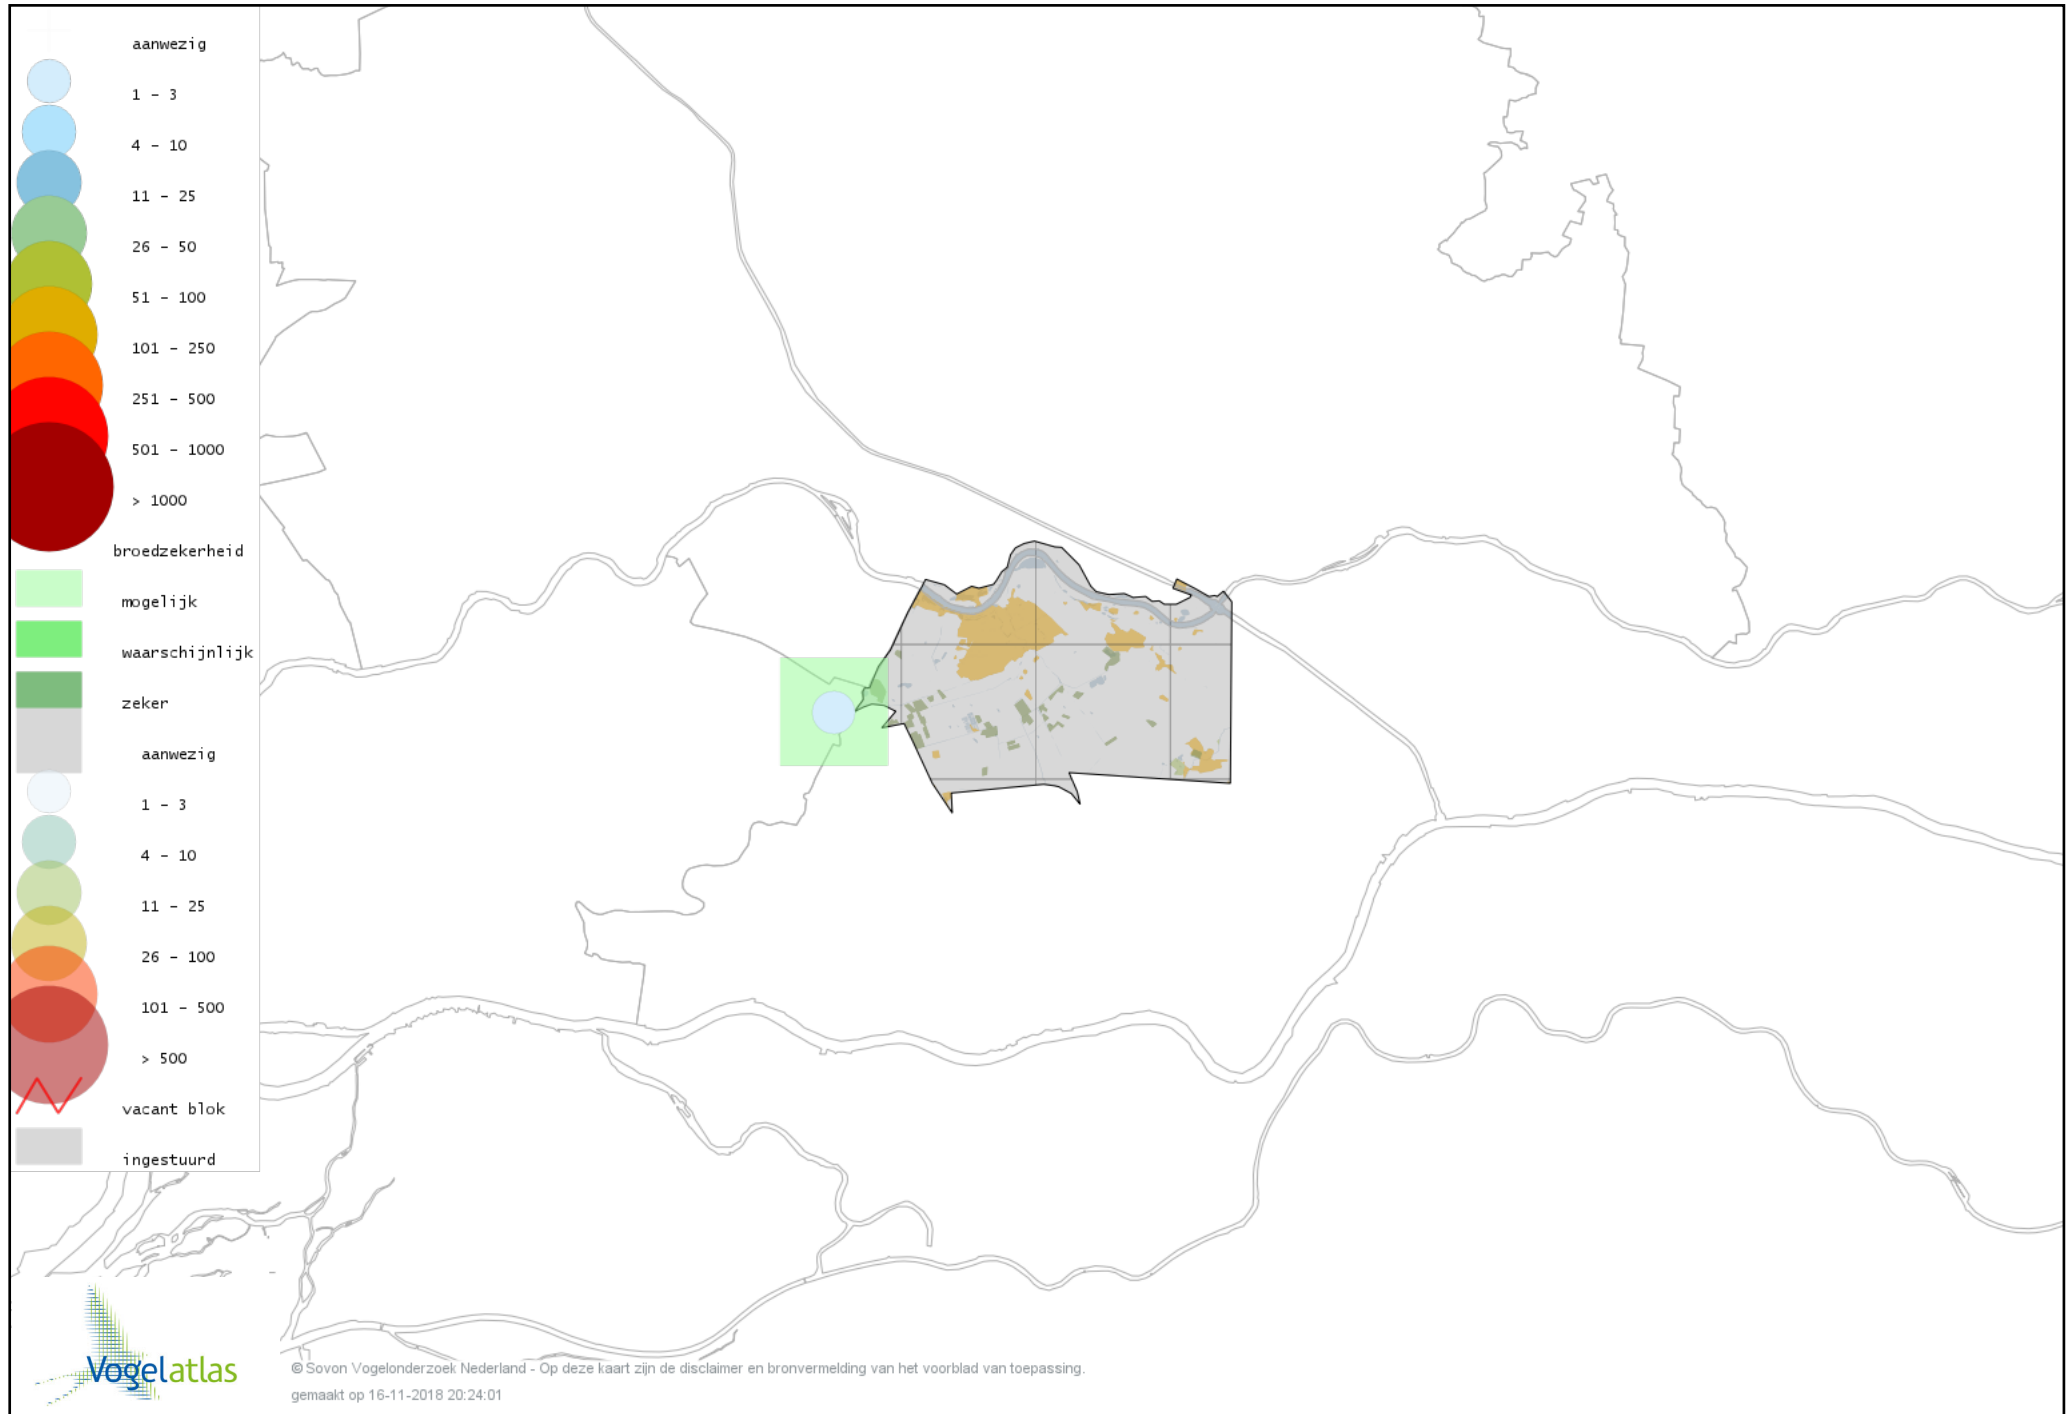 aanwezig
1 - 3
4 - 10
11 - 25
26 - 50
51 - 100
101 - 250
251 - 500
501 - 1000
> 1000
broedzekerheid
mogelijk
waarschijnlijk
zeker
aanwezig
1 - 3
4 - 10
11 - 25
26 - 100
101 - 500
> 500
vacant blok
ingestuurd
Vogelatlas
© Sovon Vogelonderzoek Nederland - Op deze kaart zijn de disclaimer en bronvermelding van het voorblad van toepassing.
gemaakt op 16-11-2018 20:24:01